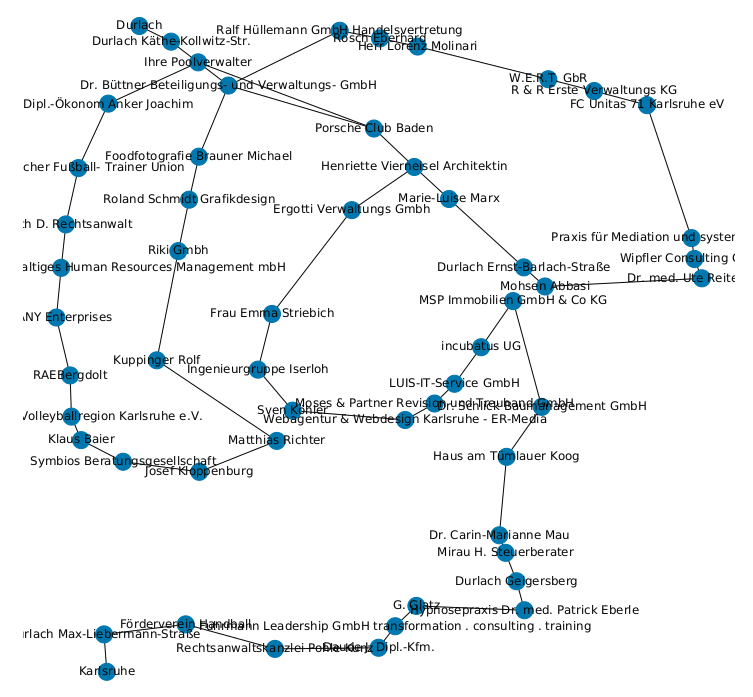 Durlach
Ralf Hüllemann GmbH Handelsvertretung
Rösch Eberhard
Durlach Käthe-Kollwitz-Str.
Herr Lorenz Molinari
Ihre Poolverwalter
W.E.R.T. GbR
Dr. Büttner Beteiligungs- und Verwaltungs- GmbH
R & R Erste Verwaltungs KG
Dipl.-Ökonom Anker Joachim
FC Unitas 71 Karlsruhe eV
Porsche Club Baden
Foodfotografie Brauner Michael
cher Fußball- Trainer Union
Henriette Vierneisel Architektin
Roland Schmidt Grafikdesign
Marie-Luise Marx
Ergotti Verwaltungs Gmbh
ch D. Rechtsanwalt
Praxis für Mediation und system
Riki Gmbh
Wipfler Consulting G
altiges Human Resources Management mbH
Durlach Ernst-Barlach-Straße
Dr. med. Ute Reite
Mohsen Abbasi
MSP Immobilien GmbH & Co KG
ANY Enterprises
Frau Emma Striebich
incubatus UG
Kuppinger Rolf
Ingenieurgruppe Iserloh
RAEBergdolt
LUIS-IT-Service GmbH
Moses & Partner Revision und Treuhand GmbH
Dr. Schlick Baumanagement GmbH
Sven Köhler
Volleyballregion Karlsruhe e.V.
Webagentur & Webdesign Karlsruhe - ER-Media
Klaus Baier
Matthias Richter
Haus am Tümlauer Koog
Symbios Beratungsgesellschaft
Josef Kloppenburg
Dr. Carin-Marianne Mau
Mirau H. Steuerberater
Durlach Geigersberg
G. Glatz
Hypnosepraxis Dr. med. Patrick Eberle
Förderverein Handball
Fuhrmann Leadership GmbH transformation . consulting . training
rlach Max-Liebermann-Straße
Rechtsanwaltskanzlei Pohle-Kunz
Dipl.-Kfm.
Karlsruhe